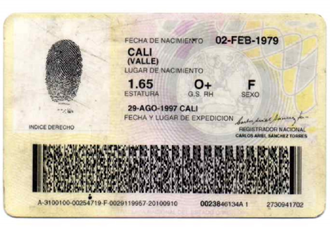 FECHA DE NACIMIENTO 02-FEB-1979
CALI
(VALLE)
LUGAR DE NACIMIENTO
1.65 O+ F
ESTATURA G.S. RH SEXO
29-AGO-1997 CALI
FECHA Y LUGAR DE EXPEDICION
INDICE DERECHO
REGISTRADOR NACIONAL
CARLOS ARIEL SÁNCHEZ TORRES
A-3100100-00254719-F-0029119957-20100910 0023846134A 1 2730941702